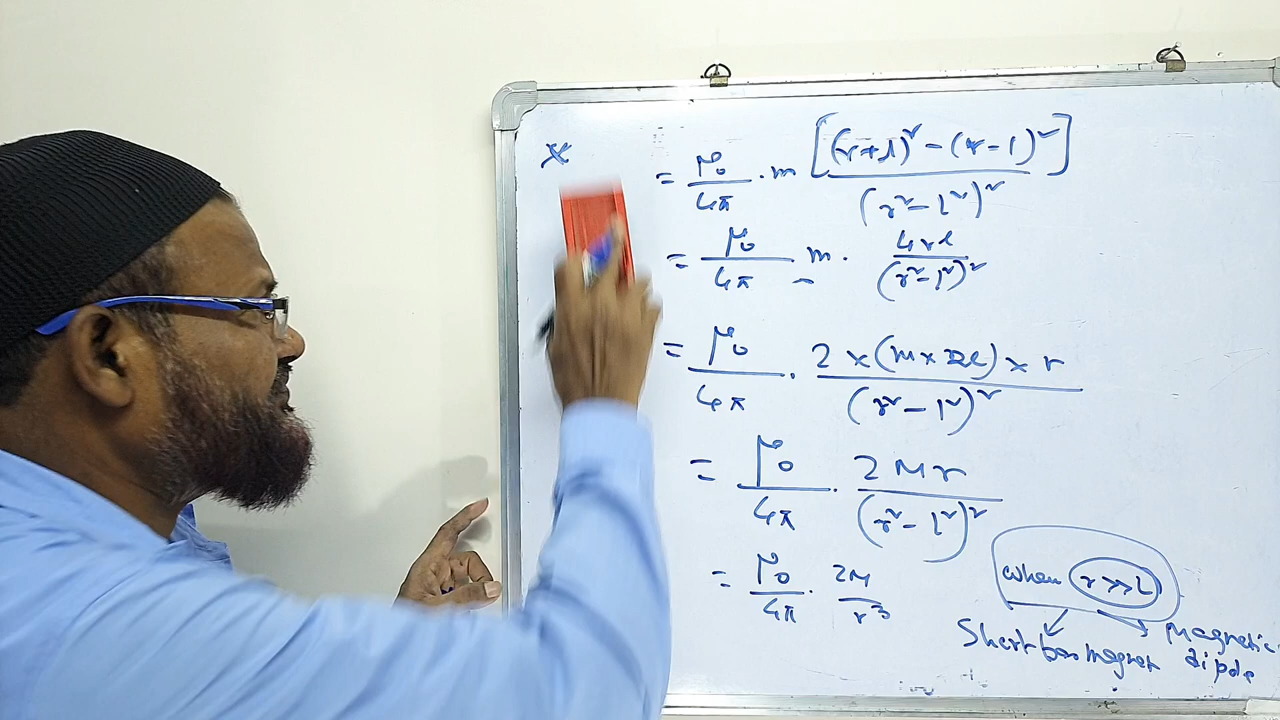 x
= μ₀/4π · m [(r+l)² - (r-l)²]/(r²-l²)²
= μ₀/4π m · 4rl/(r²-l²)²
= μ₀/4π · 2×(m×2l)×r/(r²-l²)²
= μ₀/4π · 2Mr/(r²-l²)²
= μ₀/4π · 2M/r³ when r>>l
Short bar magnet Magnetic dipole